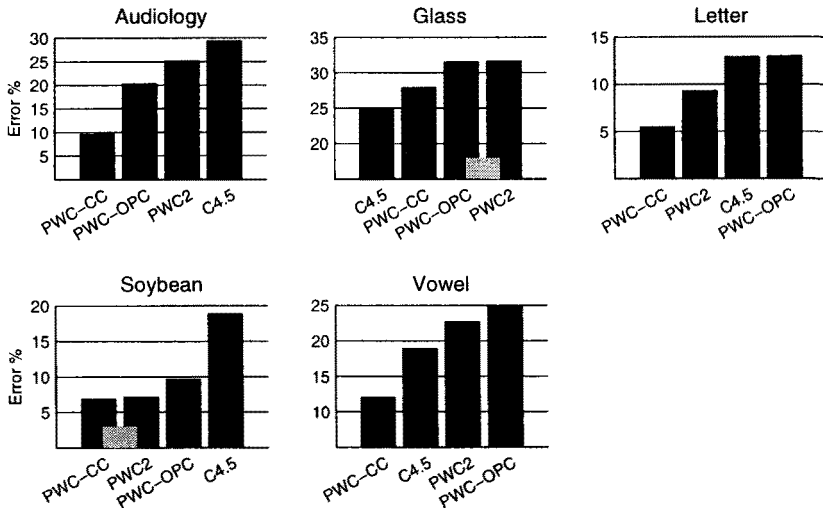 Audiology
Glass
Letter
Error %
30
25
20
15
10
5
PWC-CC
PWC-OPC
PWC2
C4.5
35
30
25
20
C4.5
PWC-CC
PWC-OPC
PWC2
15
10
5
PWC-CC
PWC2
C4.5
PWC-OPC
Soybean
Vowel
Error %
20
15
10
5
PWC-CC
PWC2
PWC-OPC
C4.5
25
20
15
10
PWC-CC
C4.5
PWC2
PWC-OPC